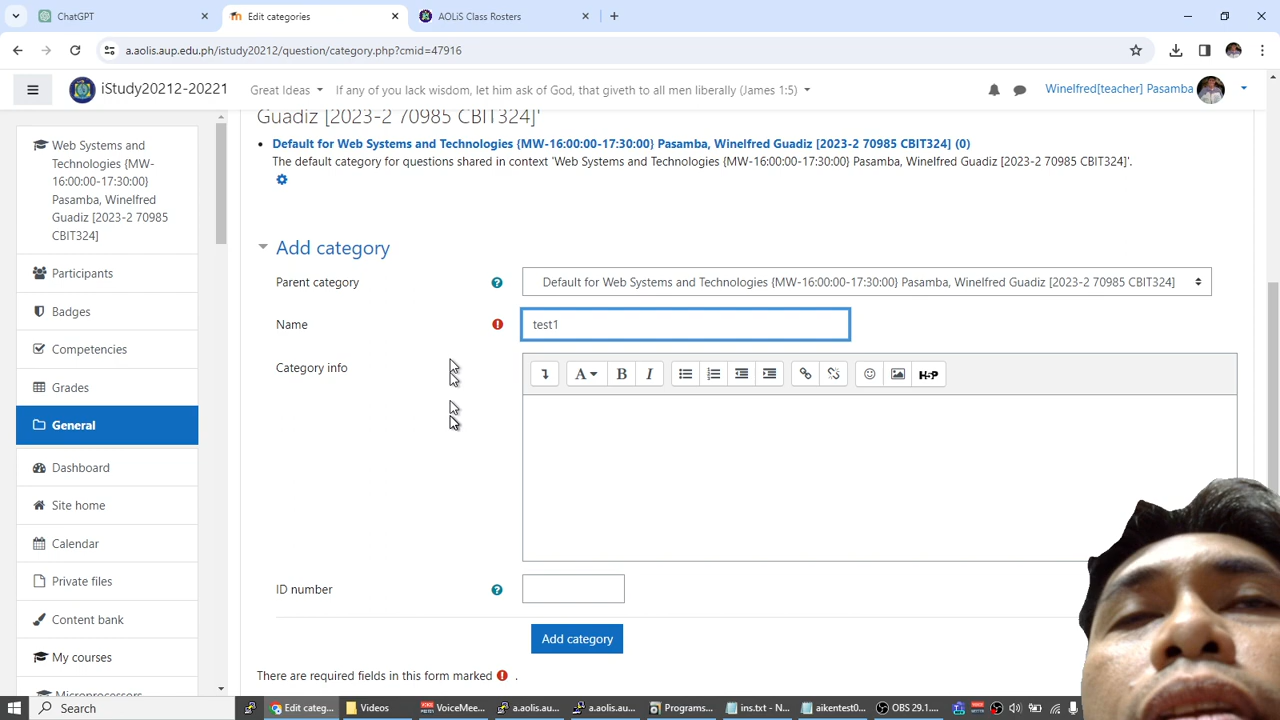 ChatGPT
Edit categories
AOLiS Class Rosters
a.aolis.aup.edu.ph/istudy20212/question/category.php?cmid=47916
iStudy20212-20221
Great Ideas
If any of you lack wisdom, let him ask of God, that giveth to all men liberally (James 1:5)
Winelfred[teacher] Pasamba
Web Systems and
Technologies {MW-
16:00:00-17:30:00}
Pasamba, Winelfred
Guadiz [2023-2 70985
CBIT324]
Participants
Badges
Competencies
Grades
General
Dashboard
Site home
Calendar
Private files
Content bank
My courses
Microprocessors
Guadiz [2023-2 70985 CBIT324]'
Default for Web Systems and Technologies {MW-16:00:00-17:30:00} Pasamba, Winelfred Guadiz [2023-2 70985 CBIT324] (0)
The default category for questions shared in context 'Web Systems and Technologies {MW-16:00:00-17:30:00} Pasamba, Winelfred Guadiz [2023-2 70985 CBIT324]'.
Add category
Parent category
Default for Web Systems and Technologies {MW-16:00:00-17:30:00} Pasamba, Winelfred Guadiz [2023-2 70985 CBIT324]
Name
test1
Category info
A
B
I
H5P
ID number
Add category
There are required fields in this form marked .
Search
Edit categ...
Videos
VoiceMee...
a.aolis.au...
a.aolis.au...
Programs...
ins.txt - N...
aikentest0...
OBS 29.1...